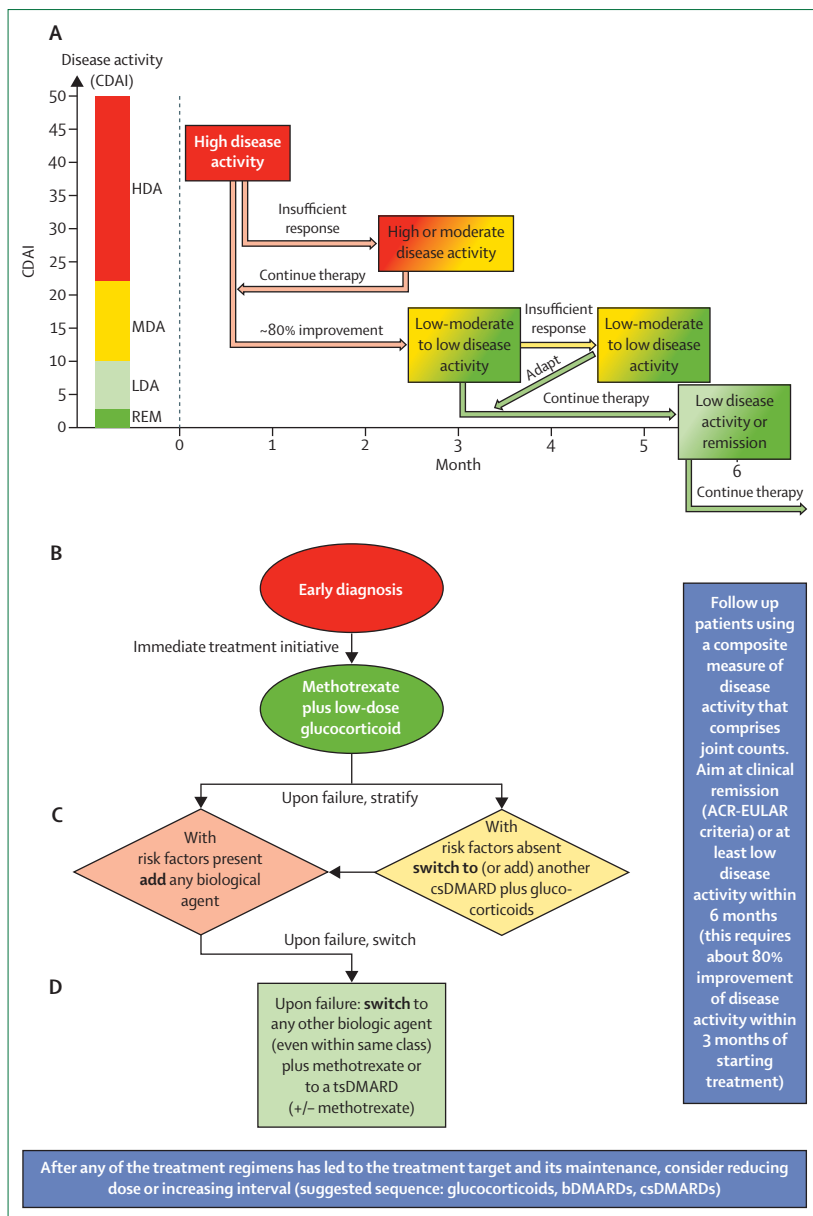 A
Disease activity
(CDAI)
50
45
40
35
30
25
20
15
10
5
0
CDAI
HDA
MDA
LDA
REM
High disease
activity
Insufficient
response
High or moderate
disease activity
Continue therapy
~80% improvement
Low-moderate
to low disease
activity
Insufficient
response
Low-moderate
to low disease
activity
Adapt
Continue therapy
Low disease
activity or
remission
Continue therapy
0
1
2
3
4
5
6
Month
B
Early diagnosis
Immediate treatment initiative
Methotrexate
plus low-dose
glucocorticoid
Upon failure, stratify
C
With
risk factors present
add any biological
agent
With
risk factors absent
switch to (or add) another
csDMARD plus gluco-
corticoids
Upon failure, switch
D
Upon failure: switch to
any other biologic agent
(even within same class)
plus methotrexate or
to a tsDMARD
(+/– methotrexate)
Follow up
patients using
a composite
measure of
disease
activity that
comprises
joint counts.
Aim at clinical
remission
(ACR-EULAR
criteria) or at
least low
disease
activity within
6 months
(this requires
about 80%
improvement
of disease
activity within
3 months of
starting
treatment)
After any of the treatment regimens has led to the treatment target and its maintenance, consider reducing
dose or increasing interval (suggested sequence: glucocorticoids, bDMARDs, csDMARDs)